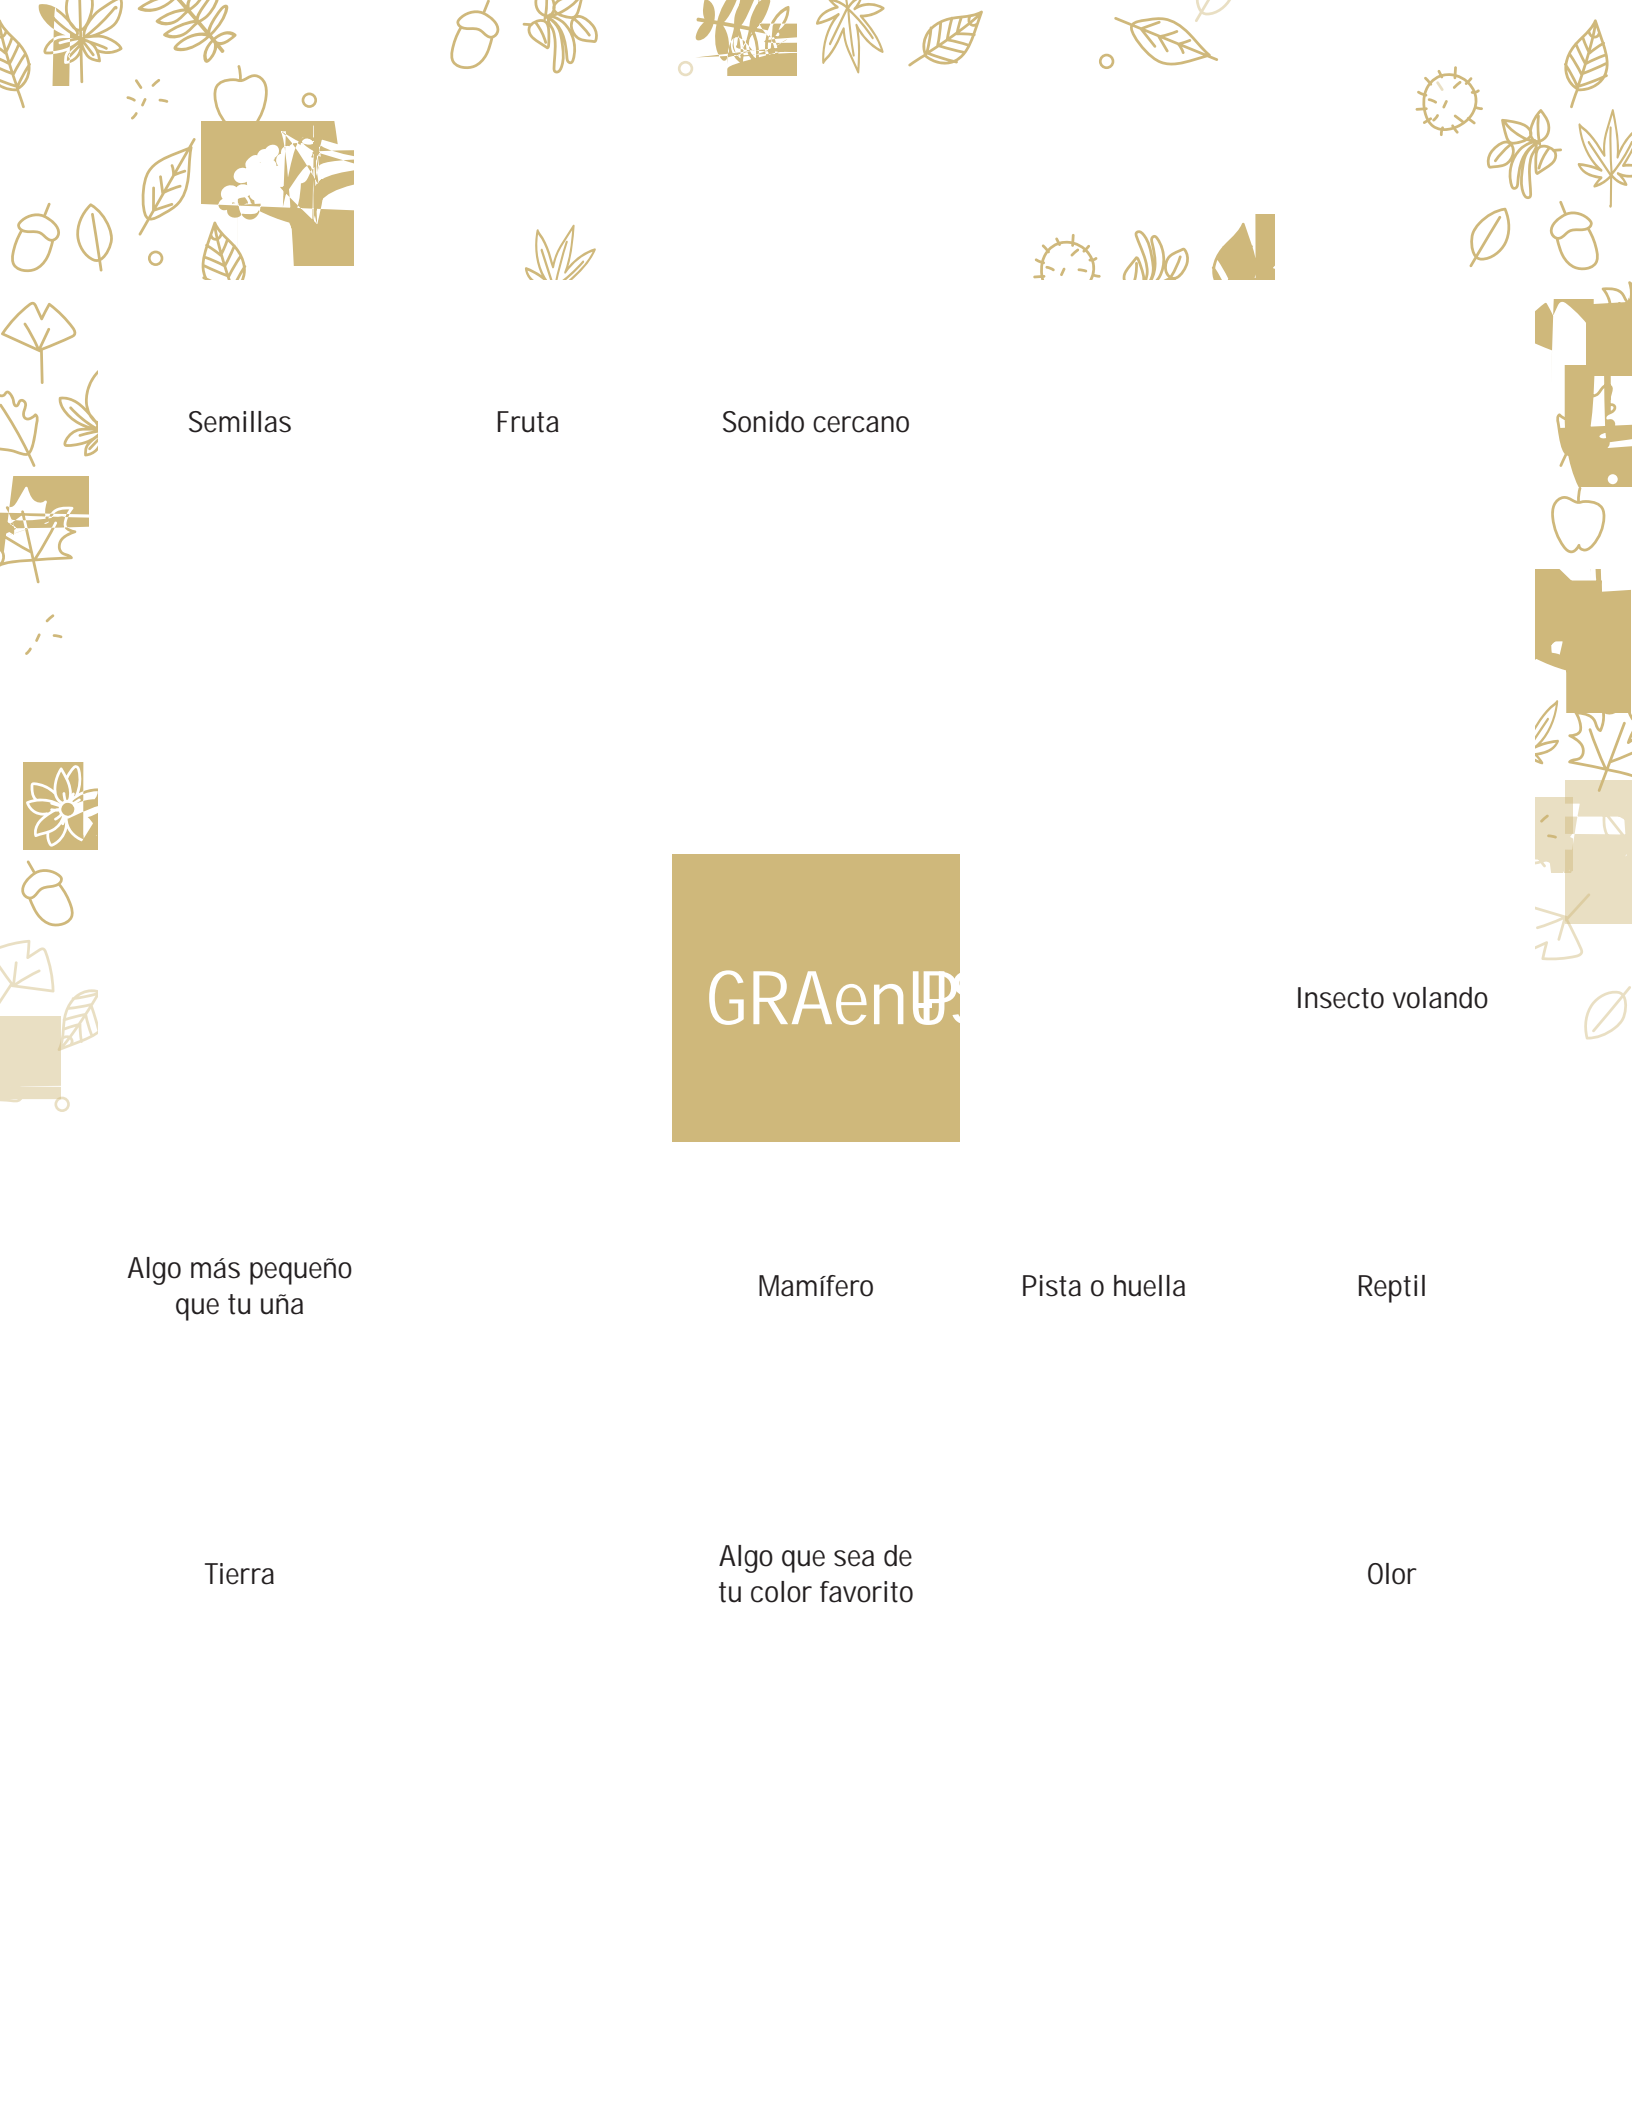 Semillas
Fruta
Sonido cercano
Insecto volando
Algo más pequeño
que tu uña
Mamífero
Pista o huella
Reptil
Tierra
Algo que sea de
tu color favorito
Olor